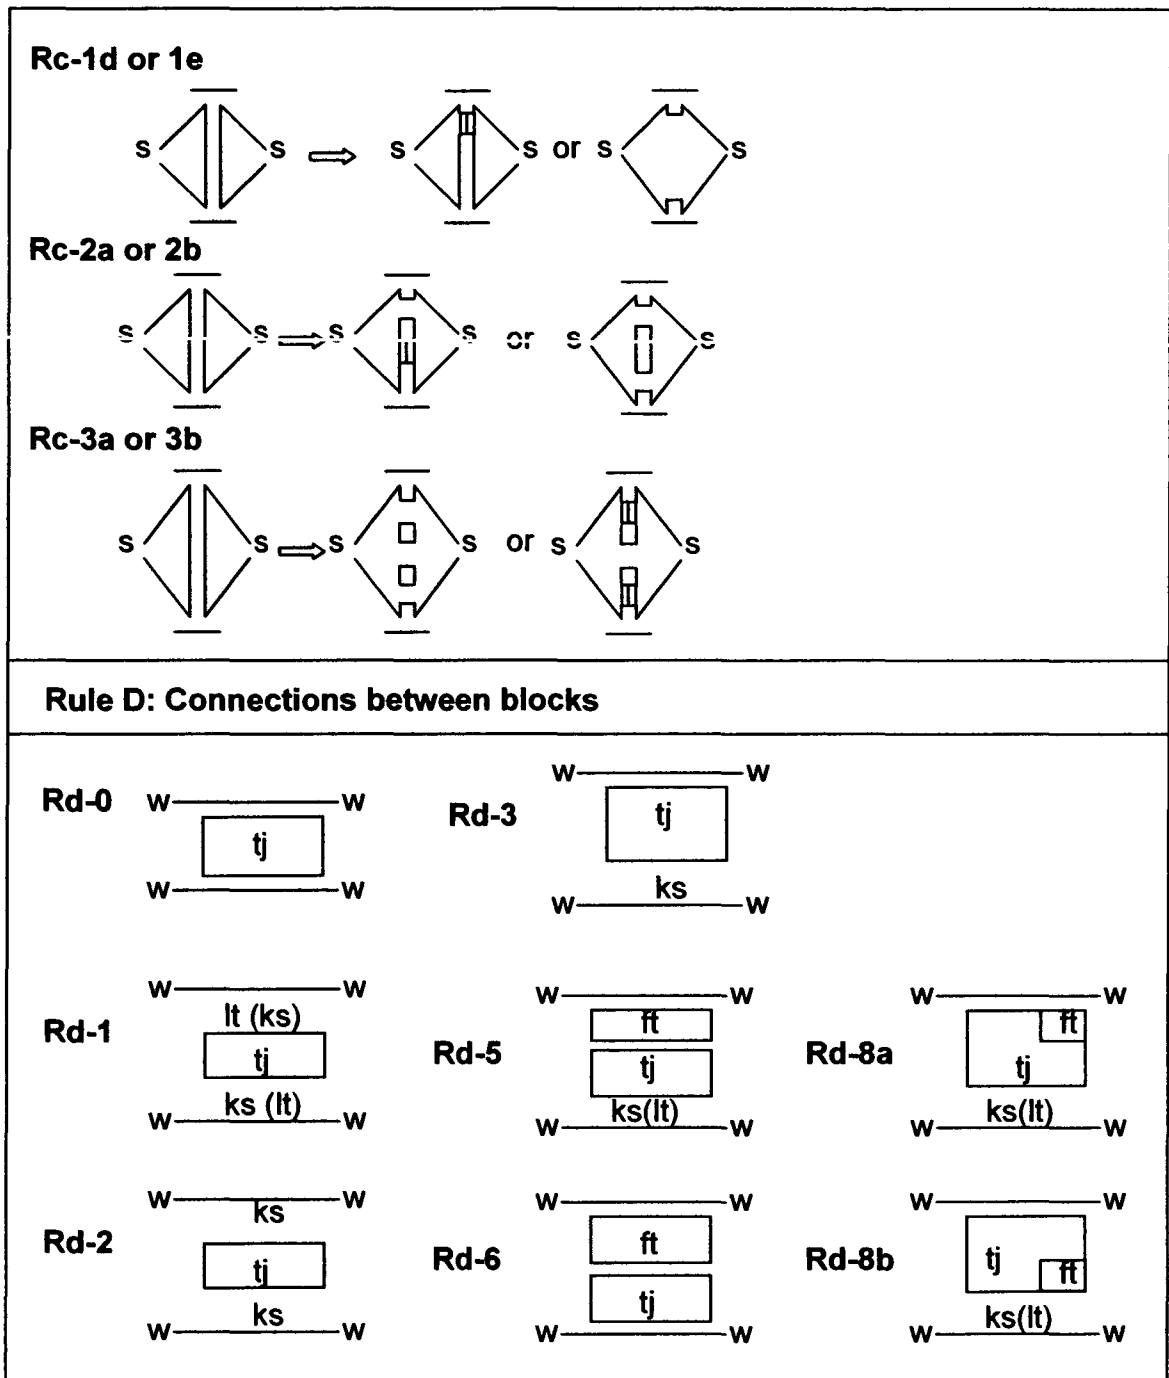 Rc-1d or 1e
S S S S or S S
Rc-2a or 2b
S S S S or S S
Rc-3a or 3b
S S S S or S S
Rule D: Connections between blocks
Rd-0
W W
tj
W W
Rd-3
W W
tj
ks
W W
Rd-1
W W
lt (ks)
tj
ks (lt)
W W
Rd-5
W W
ft
tj
ks(lt)
W W
Rd-8a
W W
ft
tj
ks(lt)
W W
Rd-2
W W
ks
tj
ks
W W
Rd-6
W W
ft
tj
W W
Rd-8b
W W
tj
ft
ks(lt)
W W